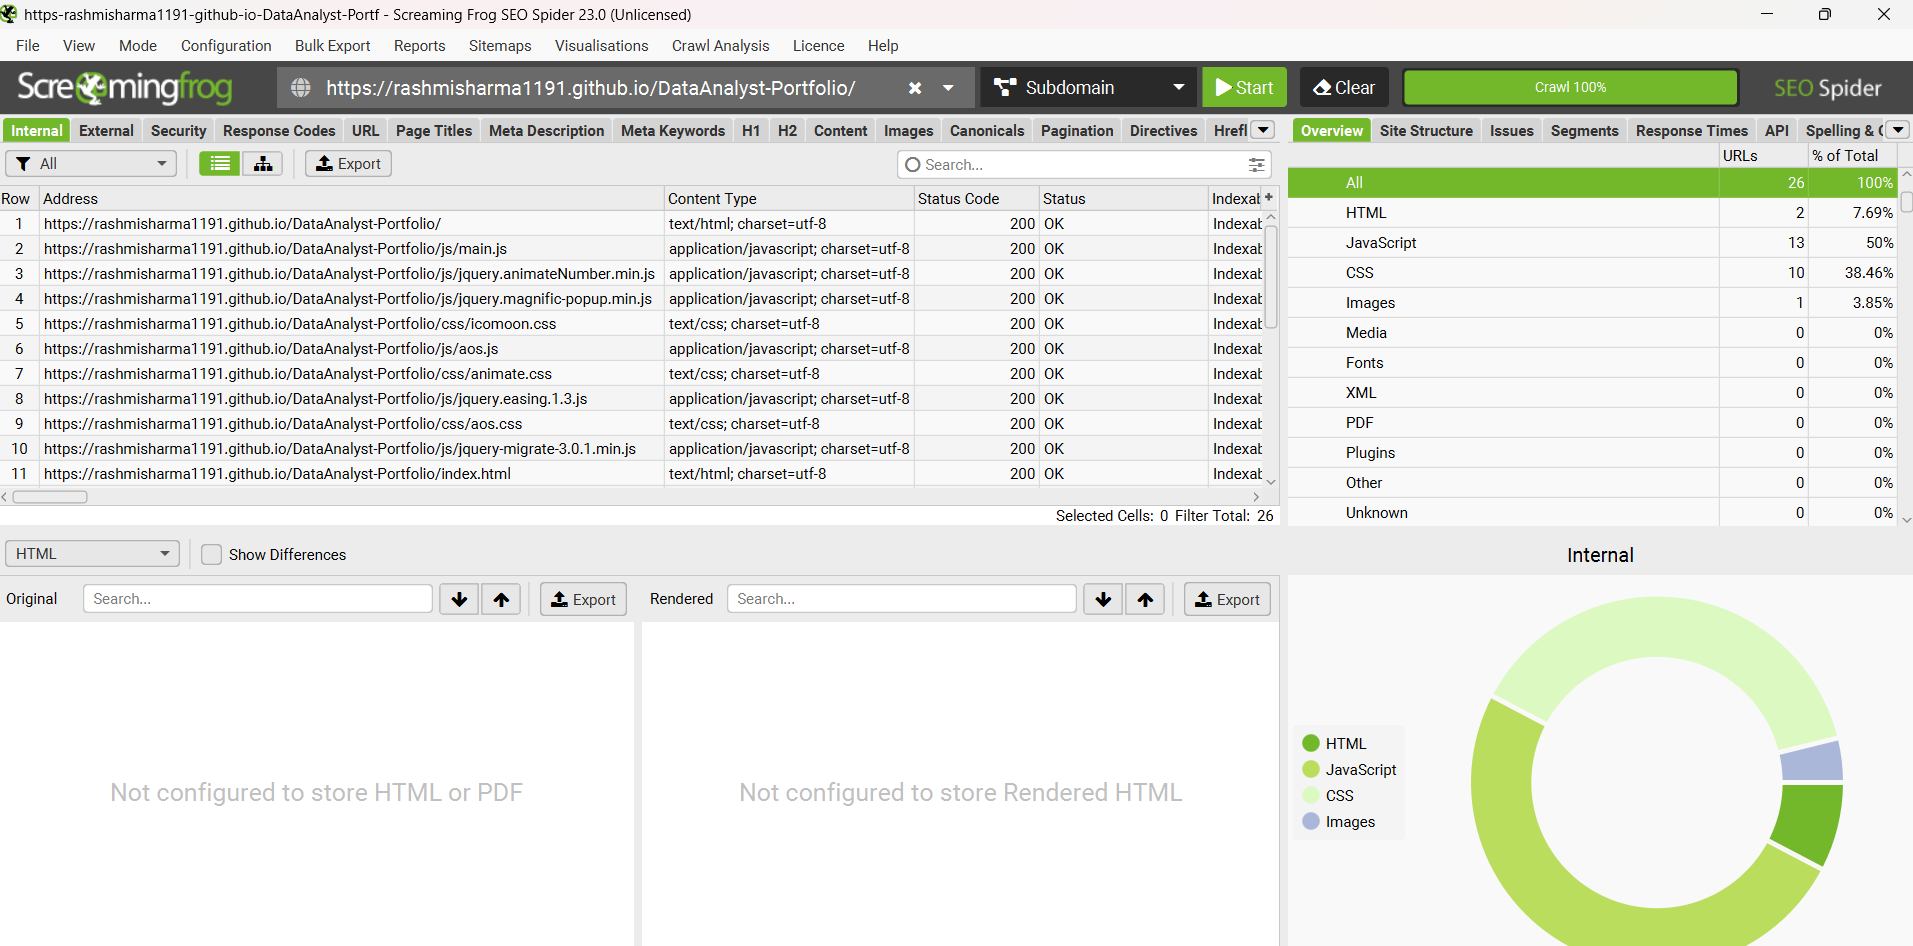 https-rashmisharma1191-github-io-DataAnalyst-Portf - Screaming Frog SEO Spider 23.0 (Unlicensed)
File View Mode Configuration Bulk Export Reports Sitemaps Visualisations Crawl Analysis Licence Help
Screamingfrog https://rashmisharma1191.github.io/DataAnalyst-Portfolio/ Subdomain Start Clear Crawl 100% SEO Spider
Internal External Security Response Codes URL Page Titles Meta Description Meta Keywords H1 H2 Content Images Canonicals Pagination Directives Hrefl
All Export Search...
Row Address Content Type Status Code Status Indexab
1 https://rashmisharma1191.github.io/DataAnalyst-Portfolio/ text/html; charset=utf-8 200 OK Indexab
2 https://rashmisharma1191.github.io/DataAnalyst-Portfolio/js/main.js application/javascript; charset=utf-8 200 OK Indexab
3 https://rashmisharma1191.github.io/DataAnalyst-Portfolio/js/jquery.animateNumber.min.js application/javascript; charset=utf-8 200 OK Indexab
4 https://rashmisharma1191.github.io/DataAnalyst-Portfolio/js/jquery.magnific-popup.min.js application/javascript; charset=utf-8 200 OK Indexab
5 https://rashmisharma1191.github.io/DataAnalyst-Portfolio/css/icomoon.css text/css; charset=utf-8 200 OK Indexab
6 https://rashmisharma1191.github.io/DataAnalyst-Portfolio/js/aos.js application/javascript; charset=utf-8 200 OK Indexab
7 https://rashmisharma1191.github.io/DataAnalyst-Portfolio/css/animate.css text/css; charset=utf-8 200 OK Indexab
8 https://rashmisharma1191.github.io/DataAnalyst-Portfolio/js/jquery.easing.1.3.js application/javascript; charset=utf-8 200 OK Indexab
9 https://rashmisharma1191.github.io/DataAnalyst-Portfolio/css/aos.css text/css; charset=utf-8 200 OK Indexab
10 https://rashmisharma1191.github.io/DataAnalyst-Portfolio/js/jquery-migrate-3.0.1.min.js application/javascript; charset=utf-8 200 OK Indexab
11 https://rashmisharma1191.github.io/DataAnalyst-Portfolio/index.html text/html; charset=utf-8 200 OK Indexab
Selected Cells: 0 Filter Total: 26
HTML Show Differences
Original Search... Export Rendered Search... Export
Not configured to store HTML or PDF
Not configured to store Rendered HTML
Overview Site Structure Issues Segments Response Times API Spelling & G
URLs % of Total
All 26 100%
HTML 2 7.69%
JavaScript 13 50%
CSS 10 38.46%
Images 1 3.85%
Media 0 0%
Fonts 0 0%
XML 0 0%
PDF 0 0%
Plugins 0 0%
Other 0 0%
Unknown 0 0%
Internal
HTML
JavaScript
CSS
Images